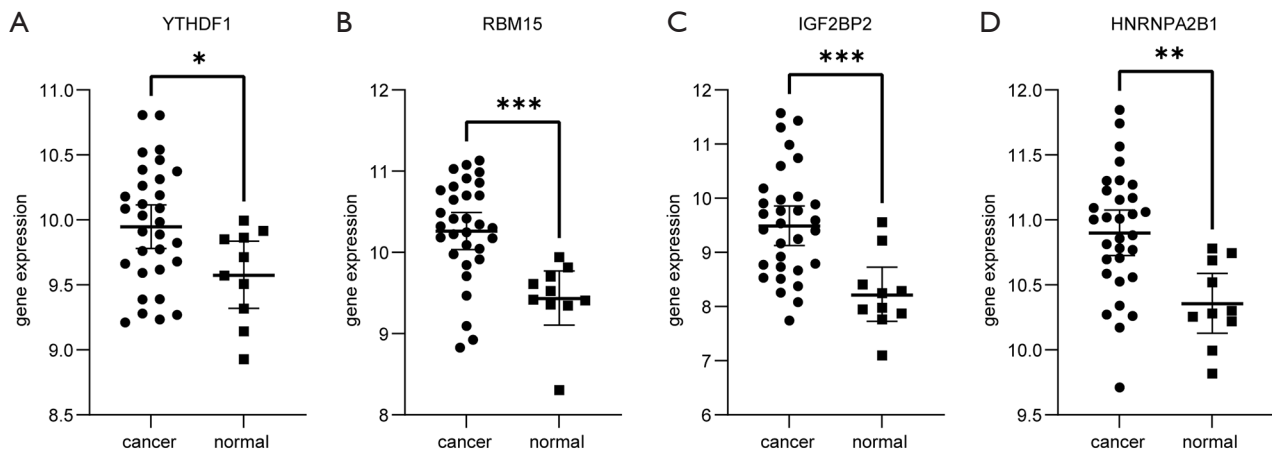 A
YTHDF1
*
11.0
10.5
10.0
9.5
9.0
8.5
gene expression
cancer
normal
B
RBM15
***
12
11
10
9
8
gene expression
cancer
normal
C
IGF2BP2
***
12
11
10
9
8
7
6
gene expression
cancer
normal
D
HNRNPA2B1
**
12.0
11.5
11.0
10.5
10.0
9.5
gene expression
cancer
normal